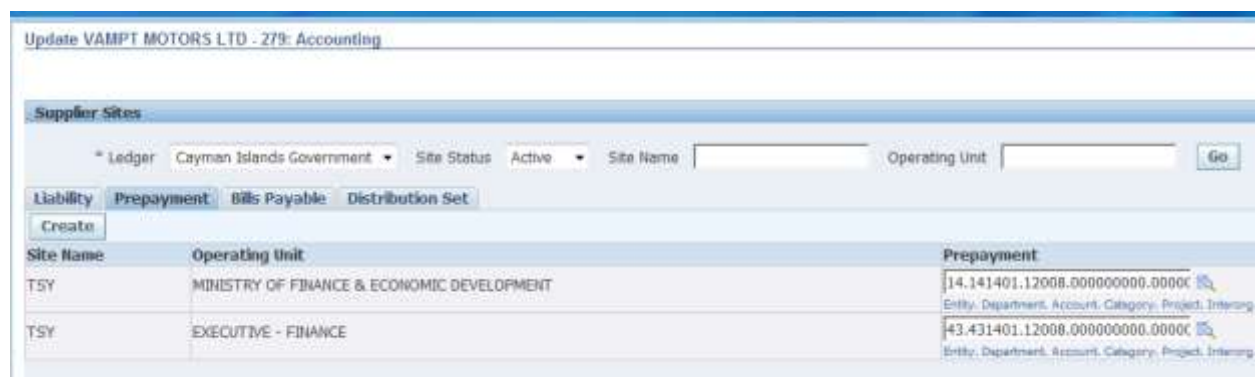 Update VAMPT MOTORS LTD - 279: Accounting
Supplier Sites
* Ledger Cayman Islands Government Site Status Active Site Name Operating Unit Go
Liability Prepayment Bills Payable Distribution Set
Create
Site Name Operating Unit Prepayment
TSY MINISTRY OF FINANCE & ECONOMIC DEVELOPMENT 14.141401.12008.000000000.0000
Entity. Department. Account. Category. Project. Interorg
TSY EXECUTIVE - FINANCE 43.431401.12008.000000000.0000
Entity. Department. Account. Category. Project. Interorg